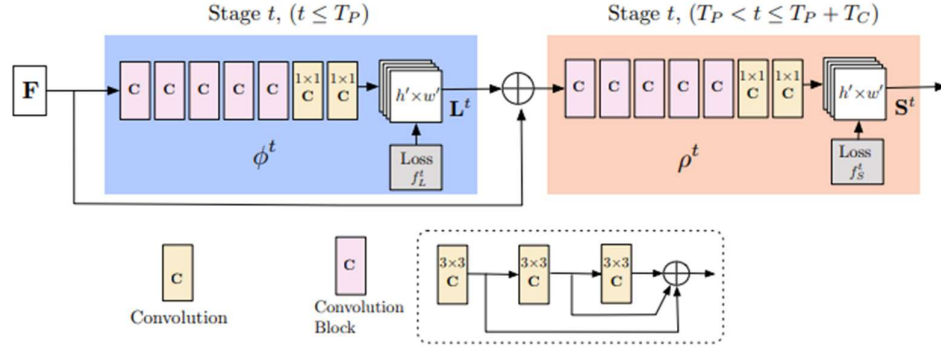 Stage t, (t ≤ T_P)
Stage t, (T_P < t ≤ T_P + T_C)
F
C C C C C 1×1 C 1×1 C
h′×w′
L^t
Loss
f_L^t
ϕ^t
C C C C C 1×1 C 1×1 C
h′×w′
S^t
Loss
f_S^t
ρ^t
C
Convolution
C
Convolution
Block
3×3 C 3×3 C 3×3 C